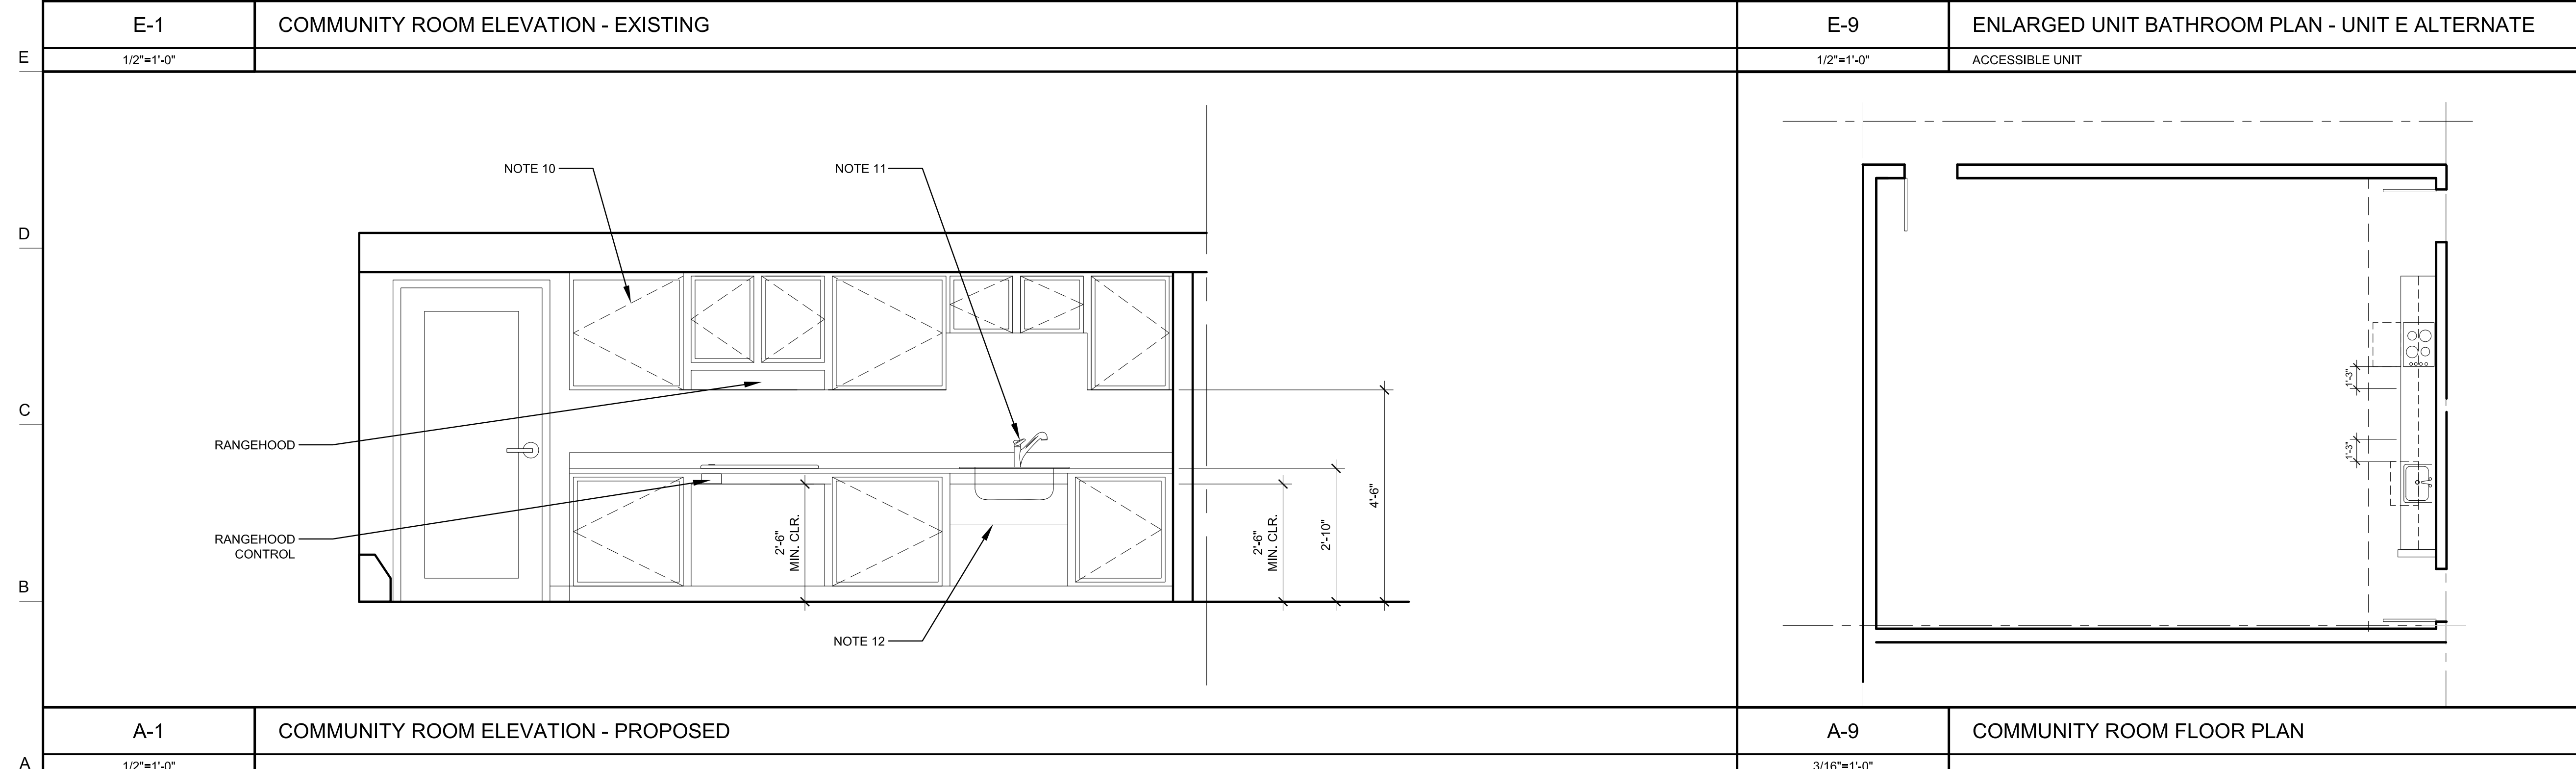 E-1
COMMUNITY ROOM ELEVATION - EXISTING
1/2"=1'-0"
E-9
ENLARGED UNIT BATHROOM PLAN - UNIT E ALTERNATE
1/2"=1'-0"
ACCESSIBLE UNIT
E
D
C
B
A
NOTE 10
NOTE 11
RANGEHOOD
RANGEHOOD
CONTROL
NOTE 12
2'-6"
MIN. CLR.
2'-6"
MIN. CLR.
2'-10"
4'-6"
1'-3"
1'-3"
A-1
COMMUNITY ROOM ELEVATION - PROPOSED
1/2"=1'-0"
A-9
COMMUNITY ROOM FLOOR PLAN
3/16"=1'-0"